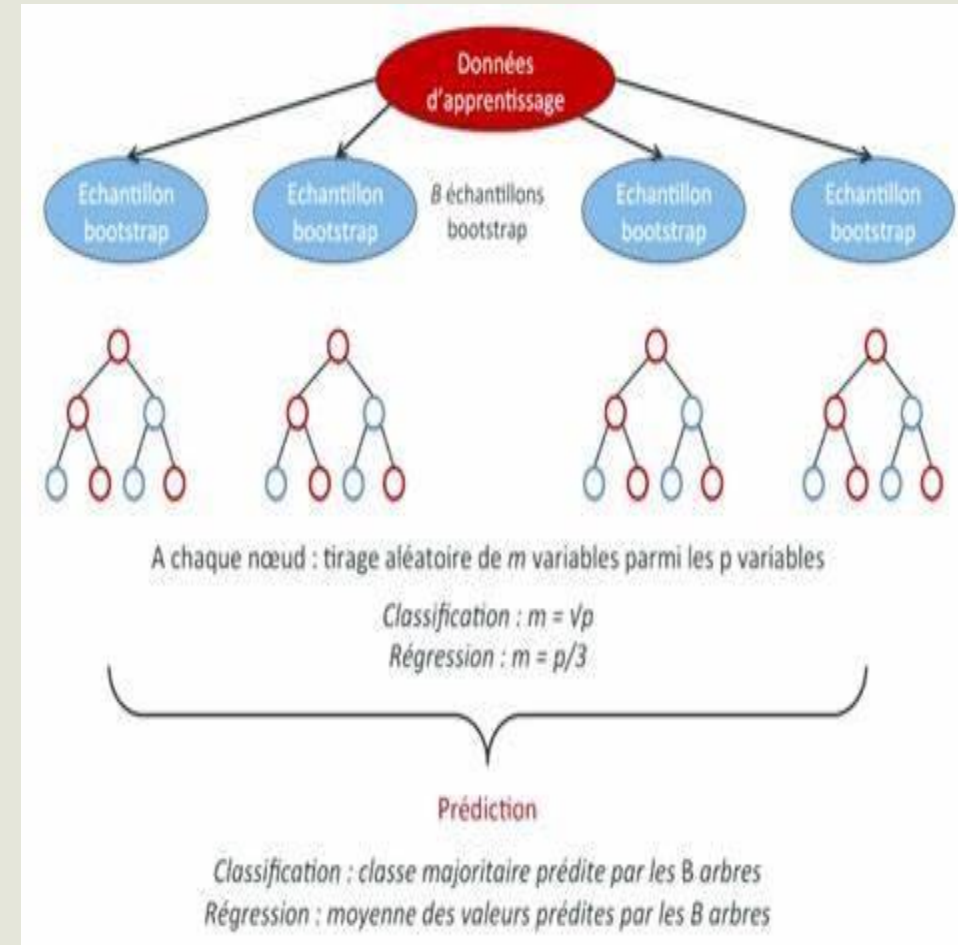 Données
d'apprentissage
Echantillon
bootstrap
Echantillon
bootstrap
B échantillons
bootstrap
Echantillon
bootstrap
Echantillon
bootstrap
A chaque nœud : tirage aléatoire de m variables parmi les p variables
Classification : m = √p
Régression : m = p/3
Prédiction
Classification : classe majoritaire prédite par les B arbres
Régression : moyenne des valeurs prédites par les B arbres